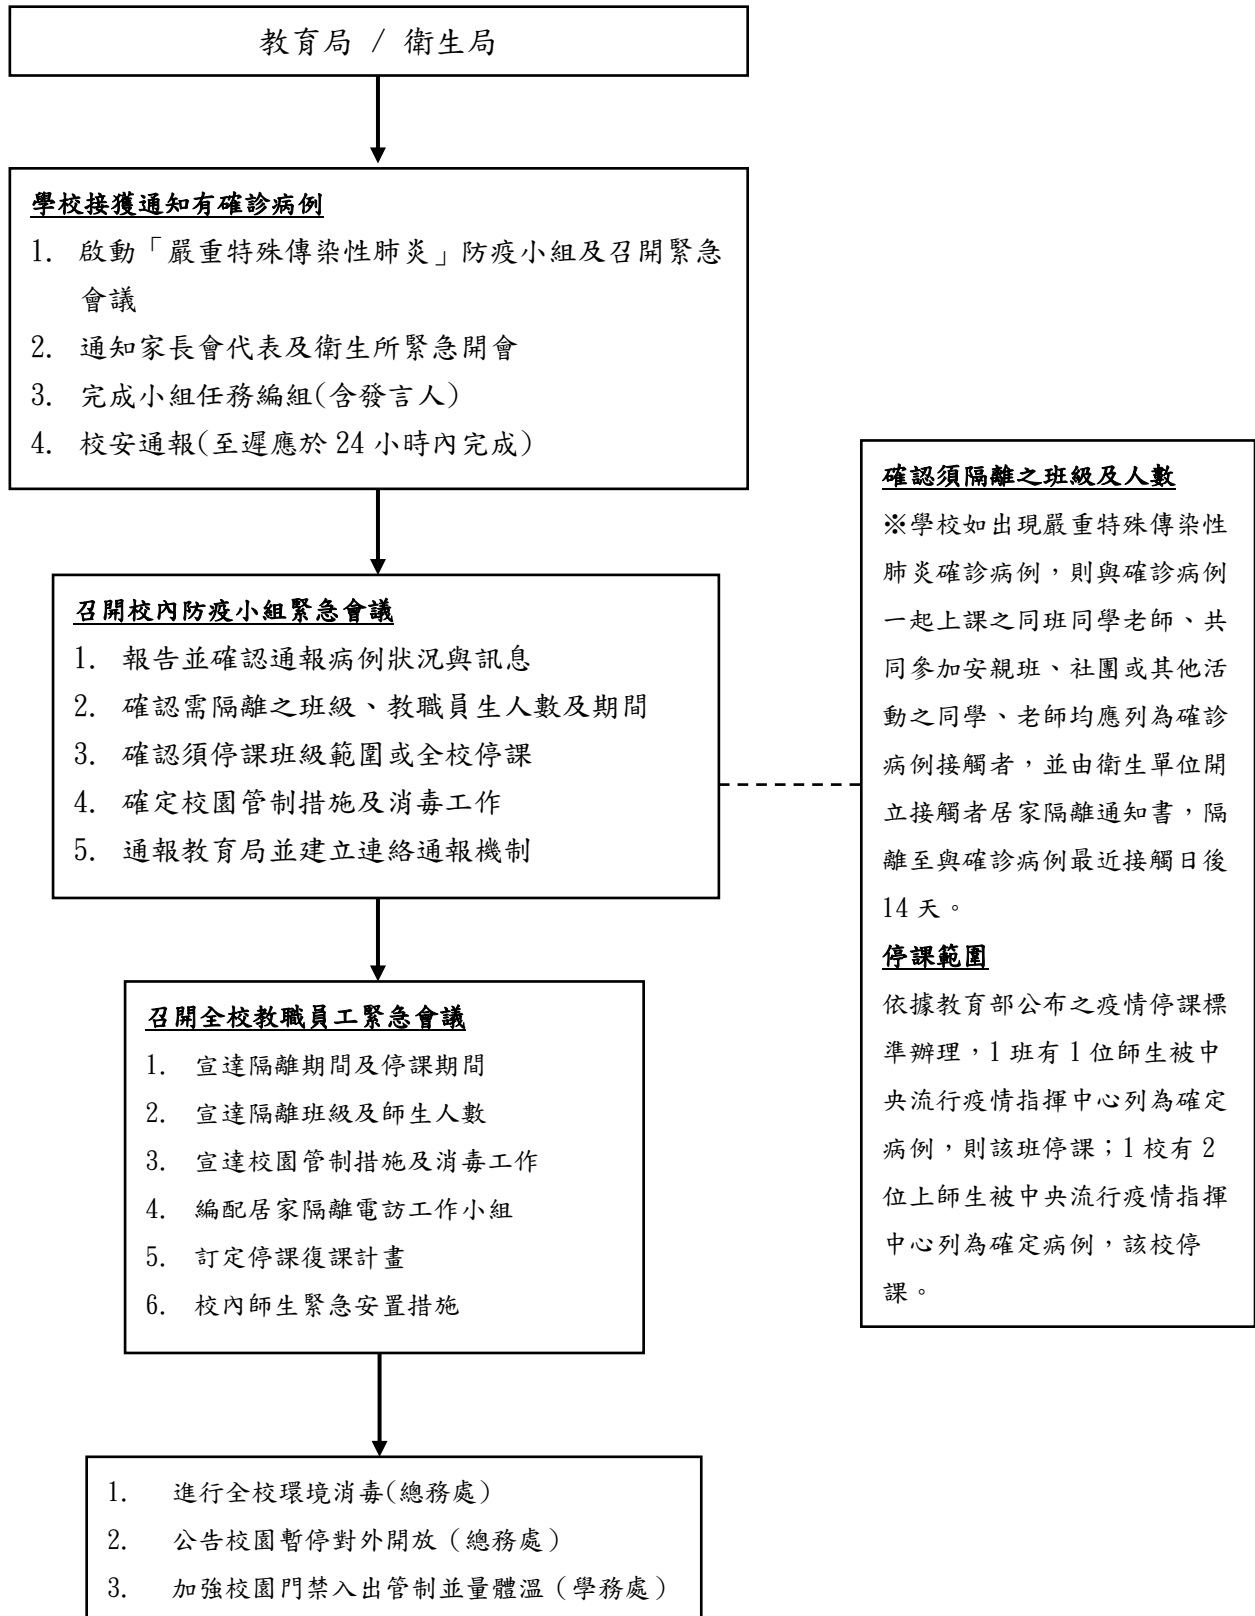 教育局 / 衛生局
學校接獲通知有確診病例
1. 啟動「嚴重特殊傳染性肺炎」防疫小組及召開緊急
會議
2. 通知家長會代表及衛生所緊急開會
3. 完成小組任務編組(含發言人)
4. 校安通報(至遲應於 24 小時內完成)
召開校內防疫小組緊急會議
1. 報告並確認通報病例狀況與訊息
2. 確認需隔離之班級、教職員生人數及期間
3. 確認須停課班級範圍或全校停課
4. 確定校園管制措施及消毒工作
5. 通報教育局並建立連絡通報機制
確認須隔離之班級及人數
※學校如出現嚴重特殊傳染性
肺炎確診病例，則與確診病例
一起上課之同班同學老師、共
同參加安親班、社團或其他活
動之同學、老師均應列為確診
病例接觸者，並由衛生單位開
立接觸者居家隔離通知書，隔
離至與確診病例最近接觸日後
14 天。
停課範圍
依據教育部公布之疫情停課標
準辦理，1 班有 1 位師生被中
央流行疫情指揮中心列為確定
病例，則該班停課；1 校有 2
位上師生被中央流行疫情指揮
中心列為確定病例，該校停
課。
召開全校教職員工緊急會議
1. 宣達隔離期間及停課期間
2. 宣達隔離班級及師生人數
3. 宣達校園管制措施及消毒工作
4. 編配居家隔離電訪工作小組
5. 訂定停課復課計畫
6. 校內師生緊急安置措施
1. 進行全校環境消毒(總務處)
2. 公告校園暫停對外開放（總務處）
3. 加強校園門禁入出管制並量體溫（學務處）